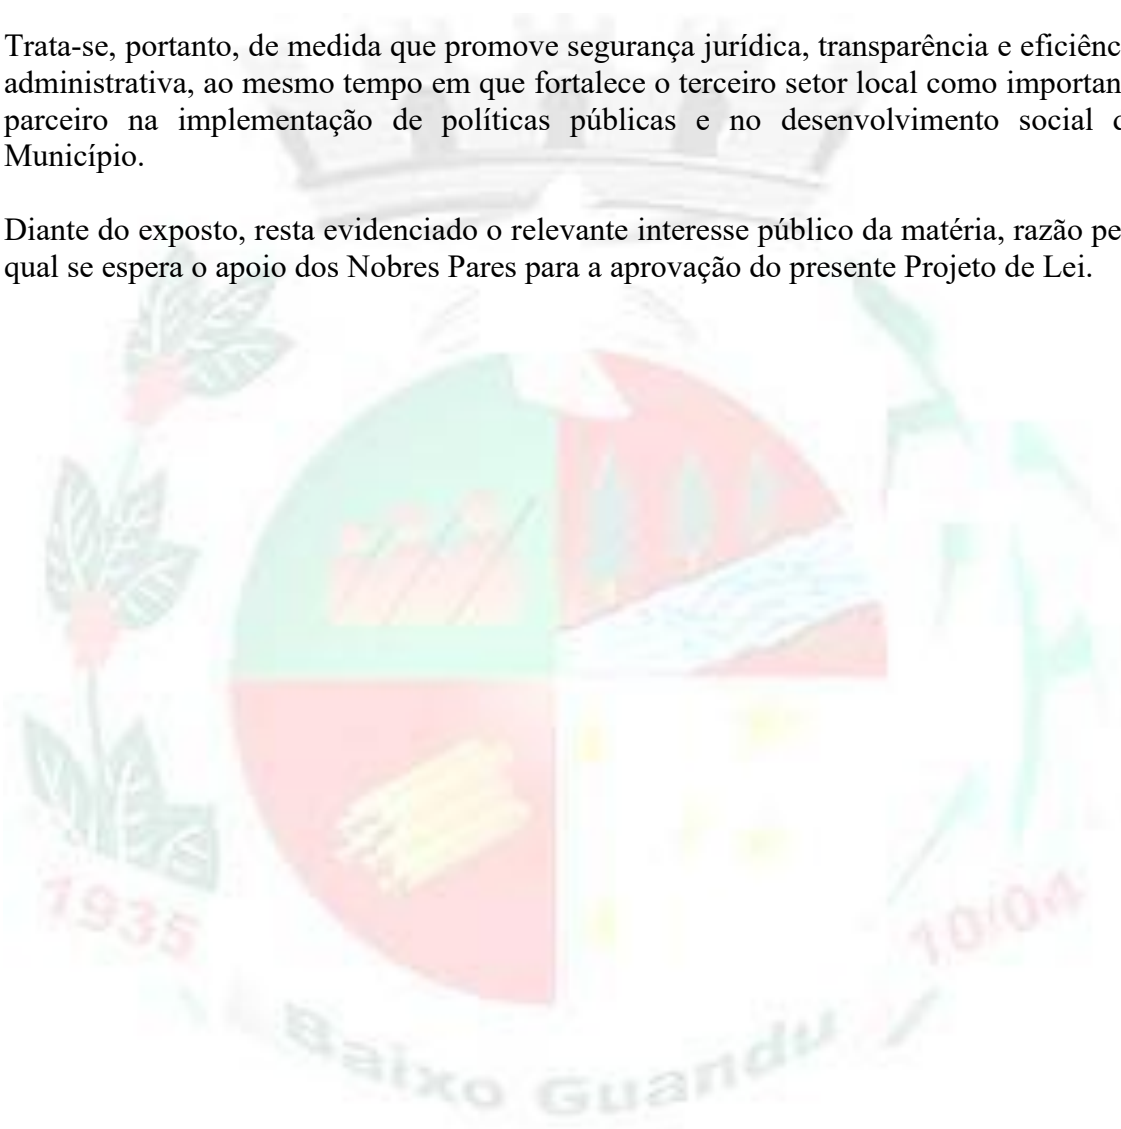 Trata-se, portanto, de medida que promove segurança jurídica, transparência e eficiênc
administrativa, ao mesmo tempo em que fortalece o terceiro setor local como importan
parceiro na implementação de políticas públicas e no desenvolvimento social d
Município.
Diante do exposto, resta evidenciado o relevante interesse público da matéria, razão pe
qual se espera o apoio dos Nobres Pares para a aprovação do presente Projeto de Lei.
1935
10/04
Baixo Guandu